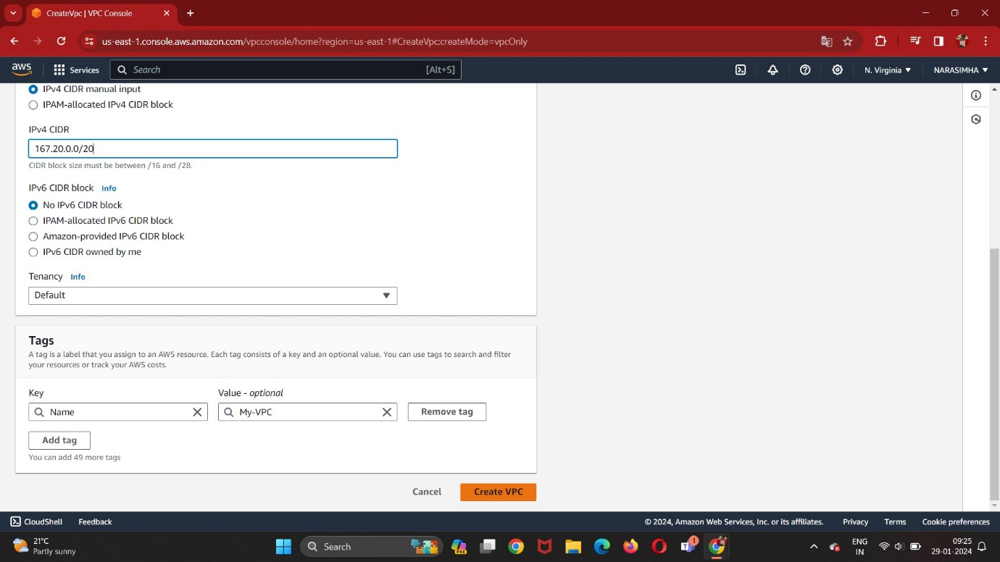 CreateVpc | VPC Console
us-east-1.console.aws.amazon.com/vpcconsole/home?region=us-east-1#CreateVpc:createMode=vpcOnly
aws
Services
Search
[Alt+S]
N. Virginia
NARASIMHA
IPv4 CIDR manual input
IPAM-allocated IPv4 CIDR block
IPv4 CIDR
167.20.0.0/20
CIDR block size must be between /16 and /28.
IPv6 CIDR block Info
No IPv6 CIDR block
IPAM-allocated IPv6 CIDR block
Amazon-provided IPv6 CIDR block
IPv6 CIDR owned by me
Tenancy Info
Default
Tags
A tag is a label that you assign to an AWS resource. Each tag consists of a key and an optional value. You can use tags to search and filter
your resources or track your AWS costs.
Key
Value - optional
Name
My-VPC
Remove tag
Add tag
You can add 49 more tags
Cancel
Create VPC
CloudShell
Feedback
© 2024, Amazon Web Services, Inc. or its affiliates.
Privacy
Terms
Cookie preferences
21°C
Partly sunny
Search
PRE
1
ENG
IN
09:25
29-01-2024